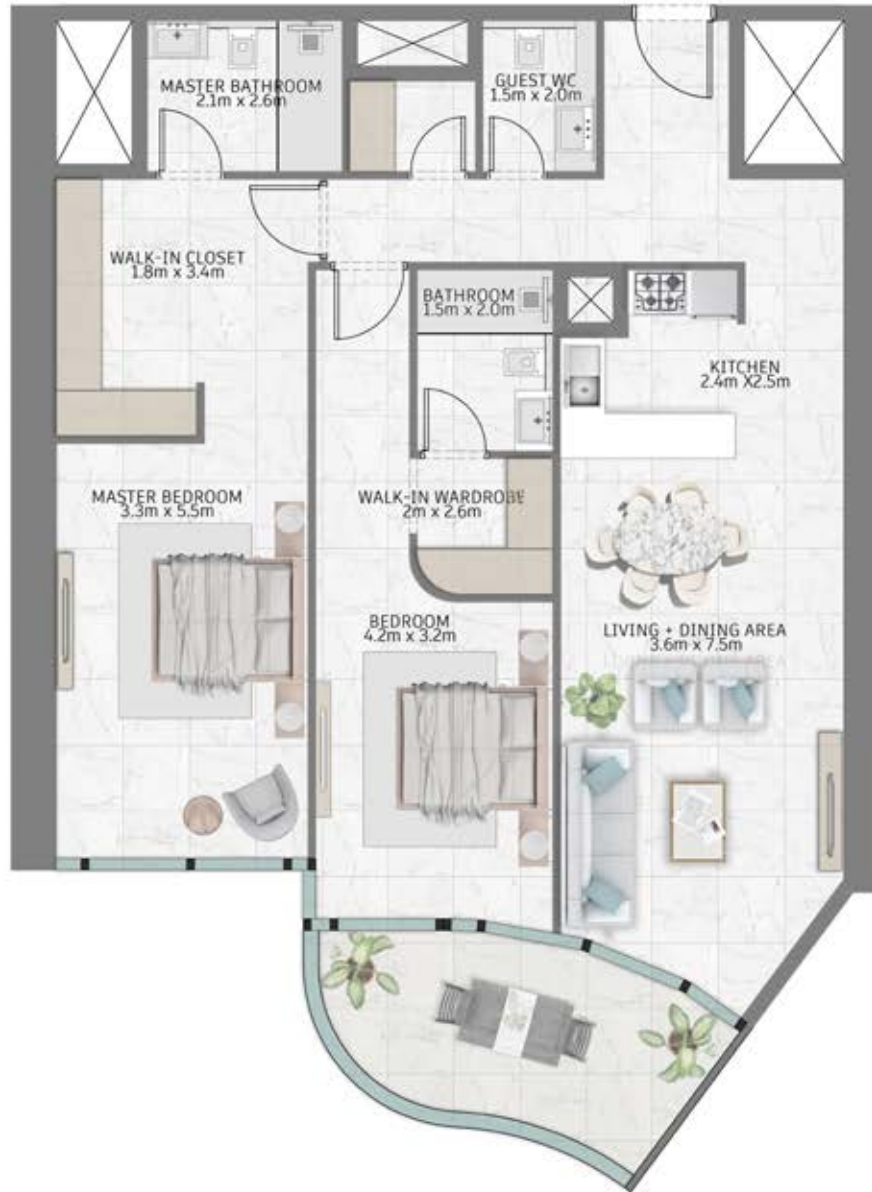 MASTER BATHROOM
2.1m x 2.6m
GUEST WC
1.5m x 2.0m
WALK-IN CLOSET
1.8m x 3.4m
BATHROOM
1.5m x 2.0m
KITCHEN
2.4m X2.5m
MASTER BEDROOM
3.3m x 5.5m
WALK-IN WARDROBE
2m x 2.6m
BEDROOM
4.2m x 3.2m
LIVING + DINING AREA
3.6m x 7.5m